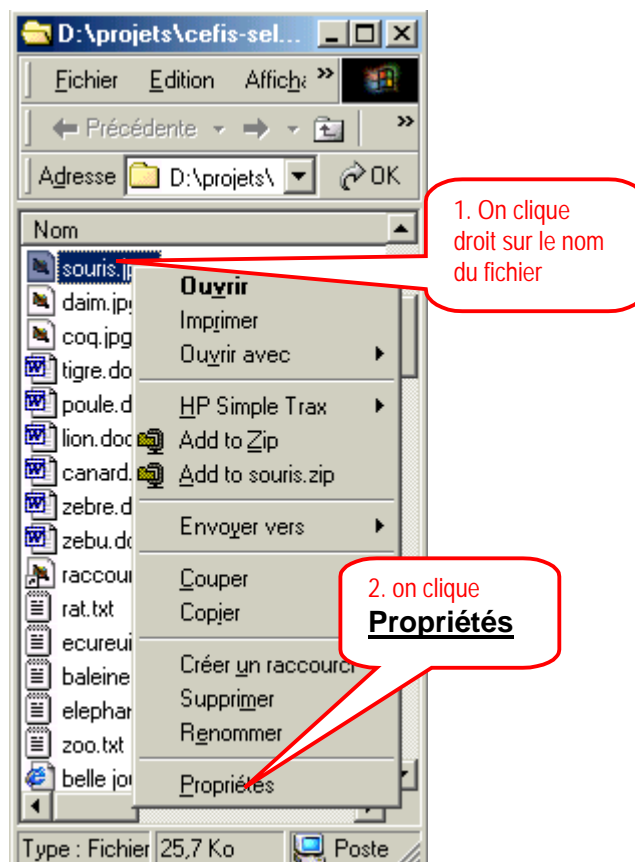 D:\projets\cefis-sel...
Fichier Edition Affich »
Précédente »
Adresse D:\projets\ OK
Nom
1. On clique
droit sur le nom
du fichier
souris.j
Ouvrir
daim.jp
Imprimer
coq.jpg
Ouvrir avec
tigre.do
poule.d
HP Simple Trax
lion.doc
Add to Zip
canard.
Add to souris.zip
zebre.d
Envoyer vers
zebu.do
raccour
Couper
2. on clique
Propriétés
rat.txt
Copier
ecureui
Créer un raccourci
baleine
Supprimer
elephan
Renommer
zoo.txt
belle jou
Propriétés
Type : Fichier 25,7 Ko Poste